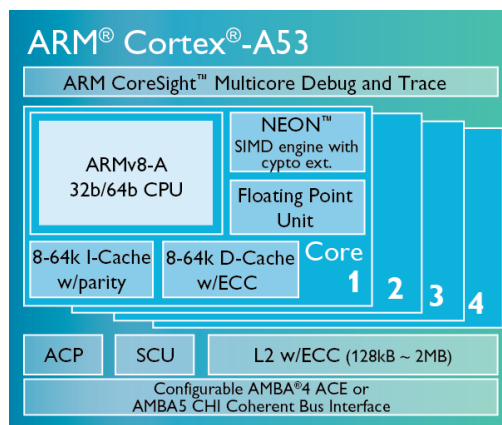 ARM® Cortex®-A53
ARM CoreSight™ Multicore Debug and Trace
ARMv8-A
32b/64b CPU
NEON™
SIMD engine with
cypto ext.
Floating Point
Unit
8-64k I-Cache
w/parity
8-64k D-Cache
w/ECC
Core
1
2
3
4
ACP
SCU
L2 w/ECC (128kB ~ 2MB)
Configurable AMBA®4 ACE or
AMBA5 CHI Coherent Bus Interface